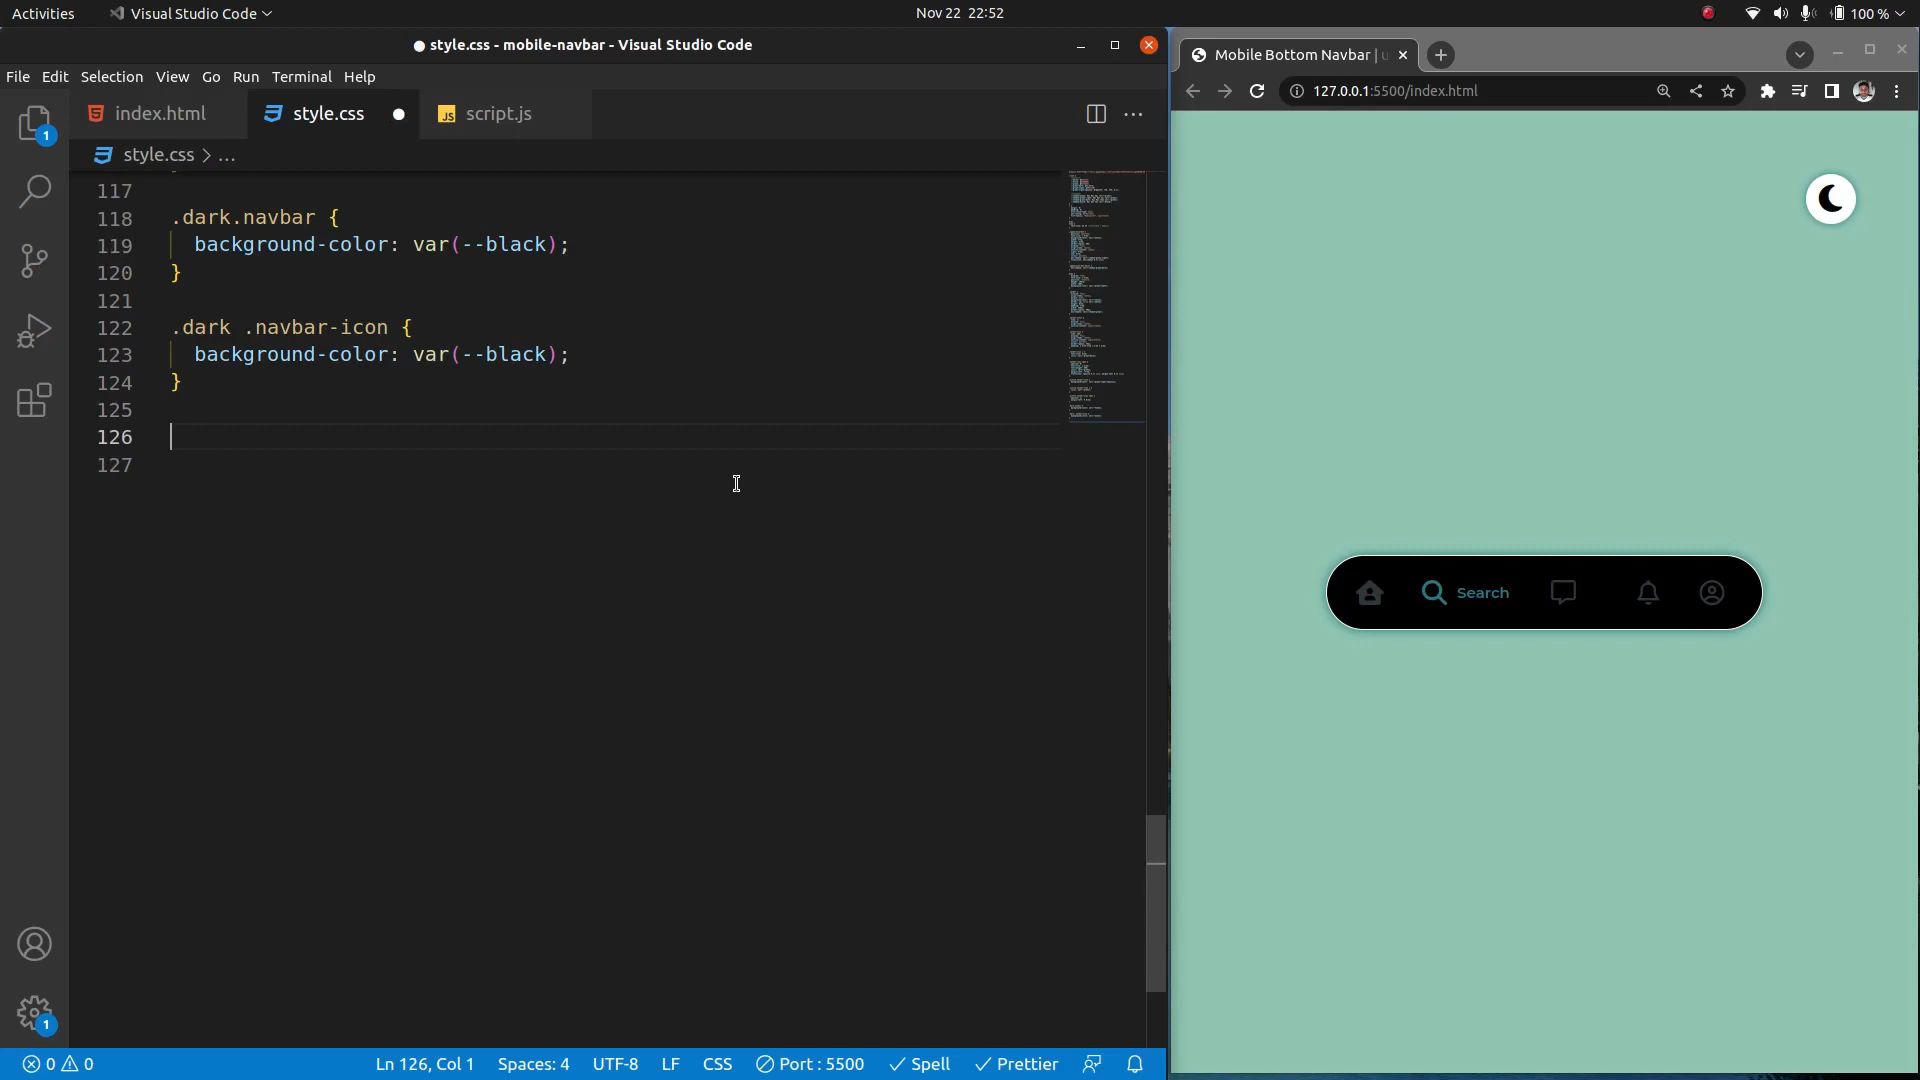 Activities
Visual Studio Code
Nov 22 22:52
100 %
● style.css - mobile-navbar - Visual Studio Code
File Edit Selection View Go Run Terminal Help
index.html
style.css
JS script.js
style.css > ...
117
118 .dark.navbar {
119 background-color: var(--black);
120 }
121
122 .dark .navbar-icon {
123 background-color: var(--black);
124 }
125
126
127
1
1
0 0
Ln 126, Col 1
Spaces: 4
UTF-8
LF
CSS
Port : 5500
Spell
Prettier
Mobile Bottom Navbar |
127.0.0.1:5500/index.html
Search